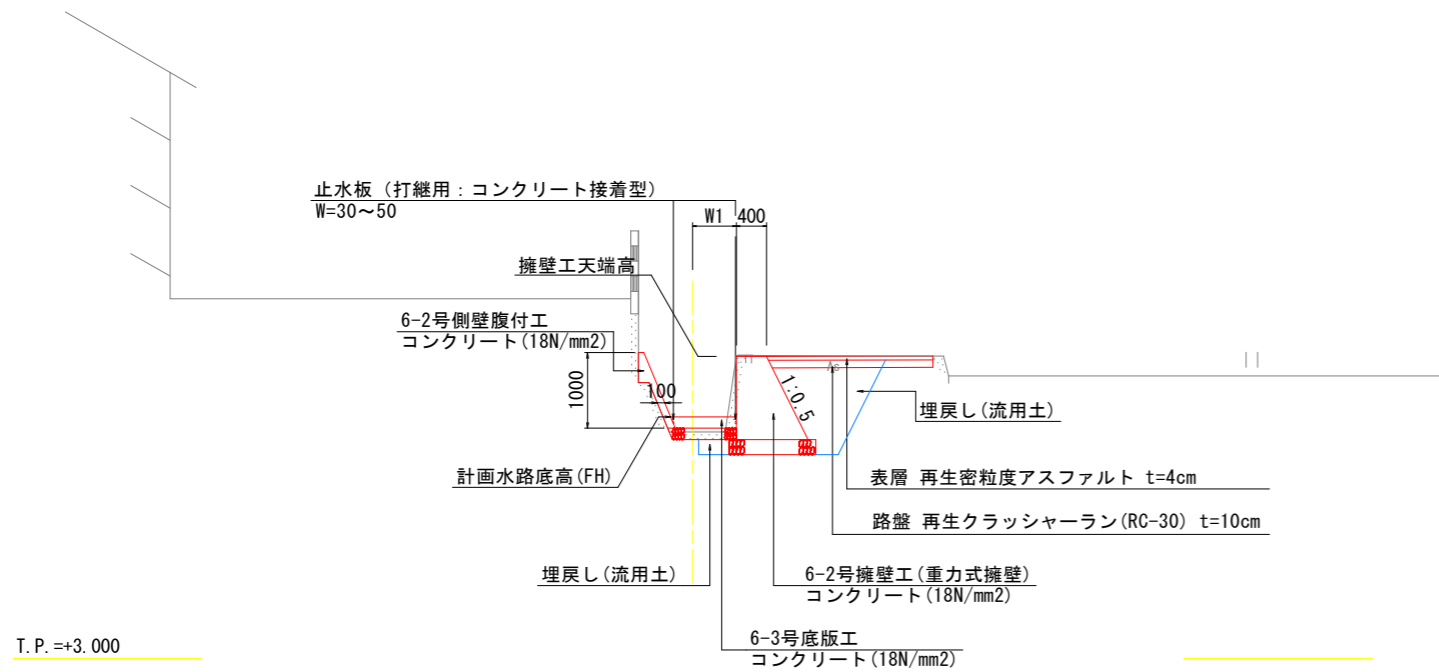 止水板（打継用：コンクリート接着型）
W=30～50
W1
400
擁壁工天端高
6-2号側壁腹付工
コンクリート(18N/mm2)
1000
100
1:0.5
As
埋戻し(流用土)
計画水路底高(FH)
表層 再生密粒度アスファルト t=4cm
路盤 再生クラッシャーラン(RC-30) t=10cm
埋戻し(流用土)
6-2号擁壁工(重力式擁壁)
コンクリート(18N/mm2)
6-3号底版工
コンクリート(18N/mm2)
T.P.=+3.000